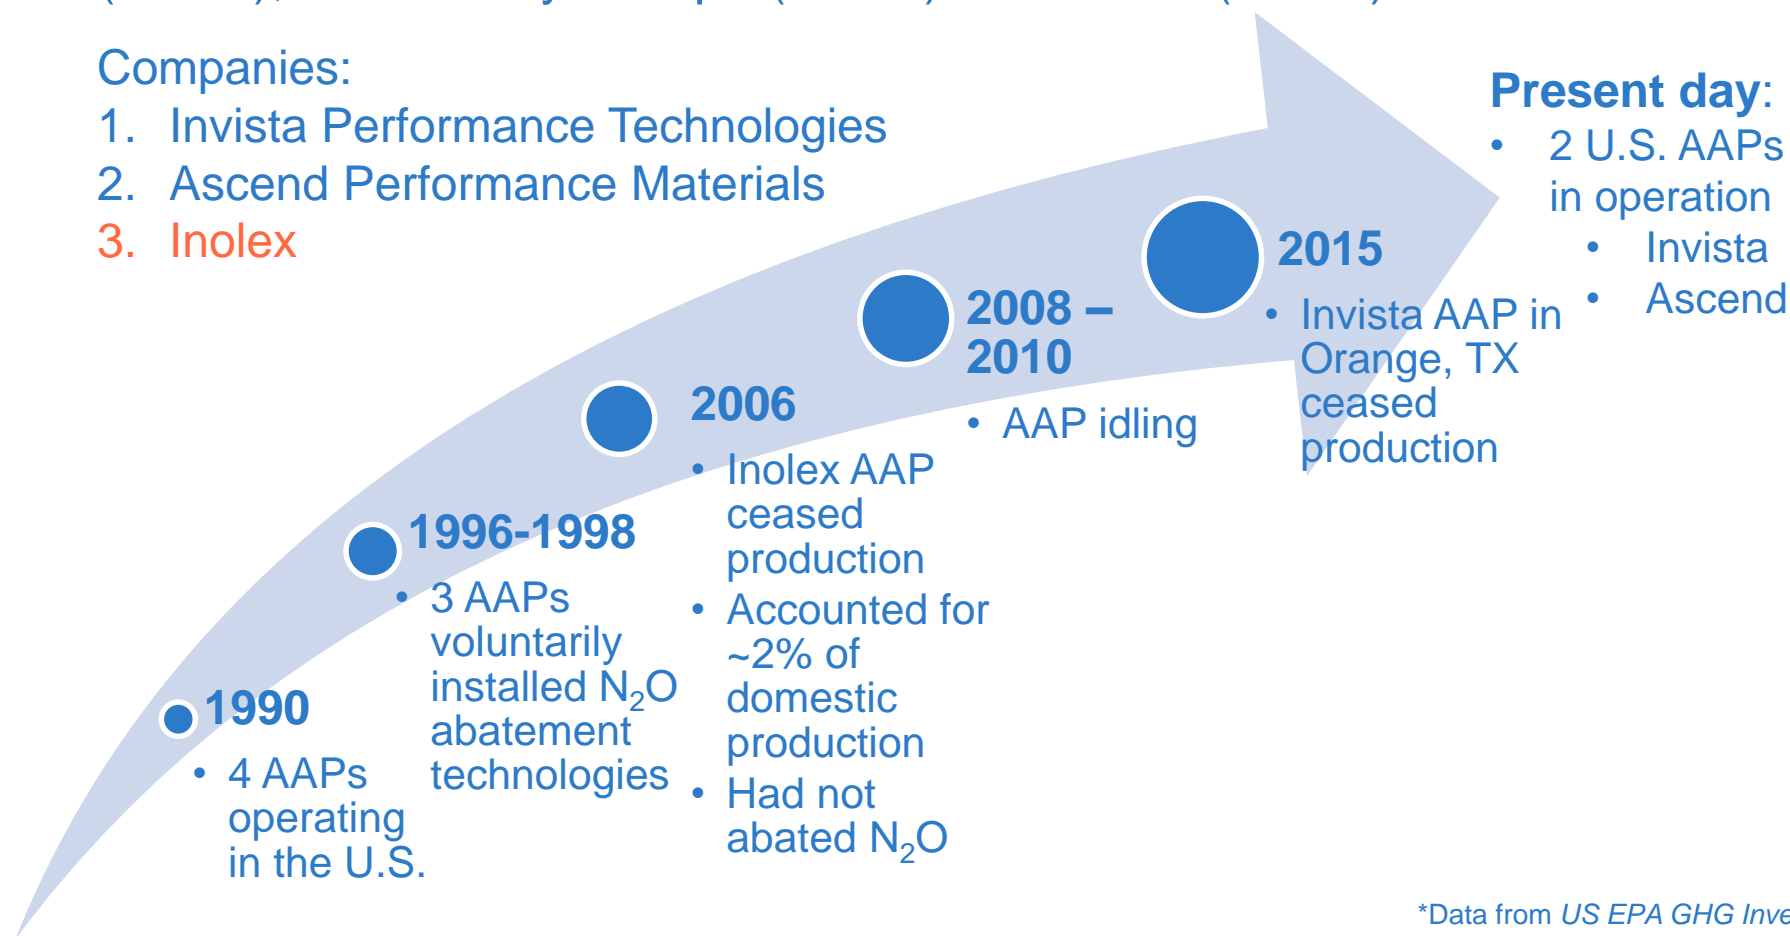 Companies:
1. Invista Performance Technologies
2. Ascend Performance Materials
3. Inolex
1990
• 4 AAPs
operating
in the U.S.
1996-1998
• 3 AAPs
voluntarily
installed N₂O
abatement
technologies
2006
• Inolex AAP
ceased
production
• Accounted for
~2% of
domestic
production
• Had not
abated N₂O
2008 –
2010
• AAP idling
2015
• Invista AAP in
Orange, TX
ceased
production
Present day:
• 2 U.S. AAPs
in operation
• Invista
• Ascend
*Data from US EPA GHG